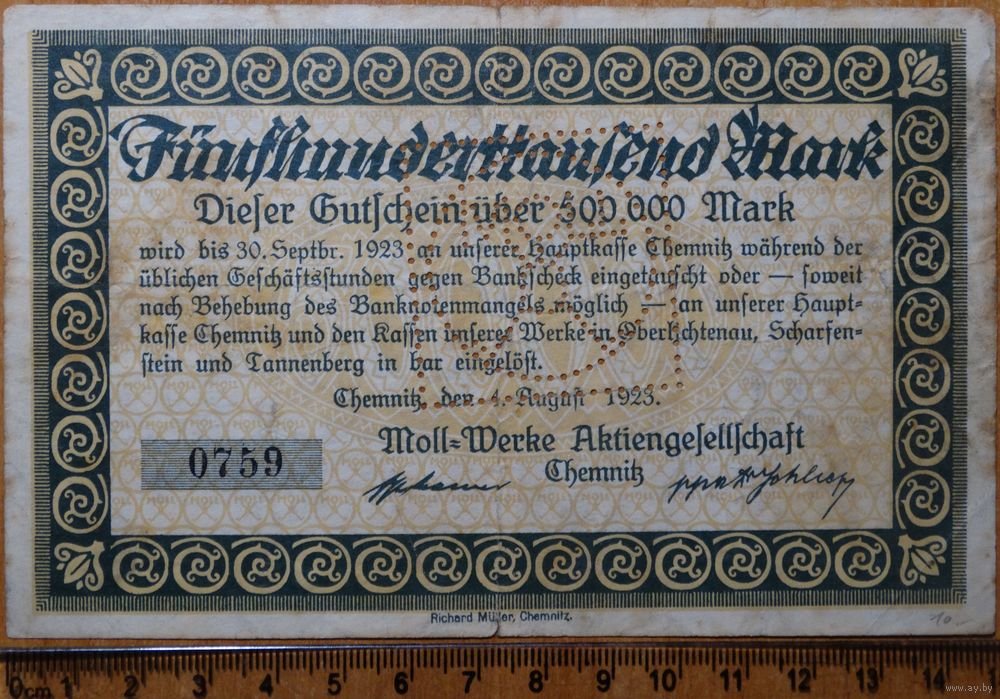 Fünfhunderttausend Mark
Dieser Gutschein über 500 000 Mark
wird bis 30. Septbr. 1923 an unserer Hauptkasse Chemnitz während der
üblichen Geschäftsstunden gegen Bankscheck eingetauscht oder — soweit
nach Behebung des Banknotenmangels möglich — an unserer Haupt-
kasse Chemnitz und den Kassen unserer Werke in Oberlichtenau, Scharfen-
stein und Tannenberg in bar eingelöst.
Chemnitz, den 4. August 1923.
Moll-Werke Aktiengesellschaft
Chemnitz
0759
ppa
Richard Müller, Chemnitz.
10.-
0cm 1 2 3 4 5 6 7 8 9 10 11 12 13 14
www.ay.by